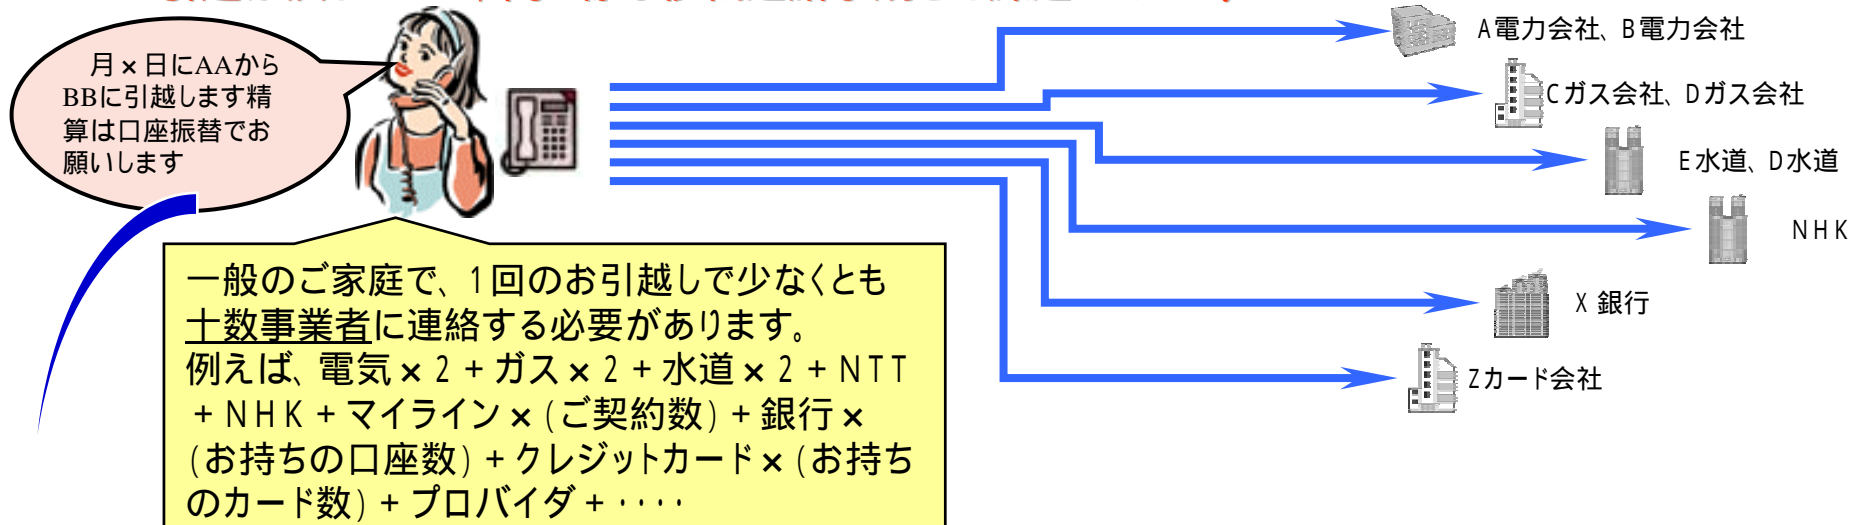 月×日にAAから
BBに引越します精
算は口座振替でお
願いします
A電力会社、B電力会社
Cガス会社、Dガス会社
E水道、D水道
NHK
X 銀行
Zカード会社
一般のご家庭で、1回のお引越しで少なくとも
十数事業者に連絡する必要があります。
例えば、電気×2+ガス×2+水道×2+NTT
+NHK+マイライン×(ご契約数)+銀行×
(お持ちの口座数)+クレジットカード×(お持ち
のカード数)+プロバイダ+‥‥